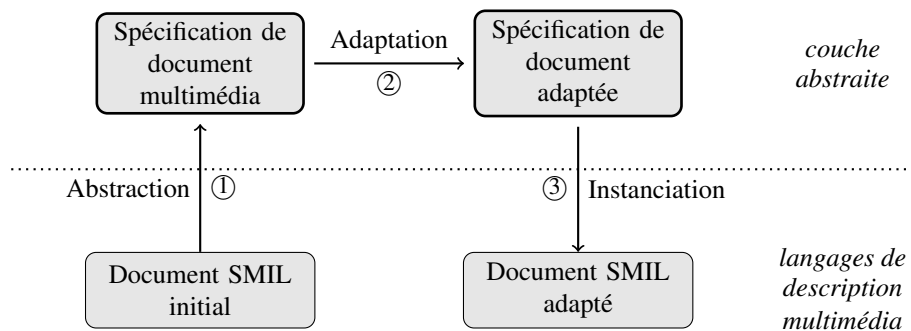 Spécification de
document
multimédia
Adaptation
②
Spécification de
document
adaptée
couche
abstraite
Abstraction
①
③
Instanciation
Document SMIL
initial
Document SMIL
adapté
langages de
description
multimédia